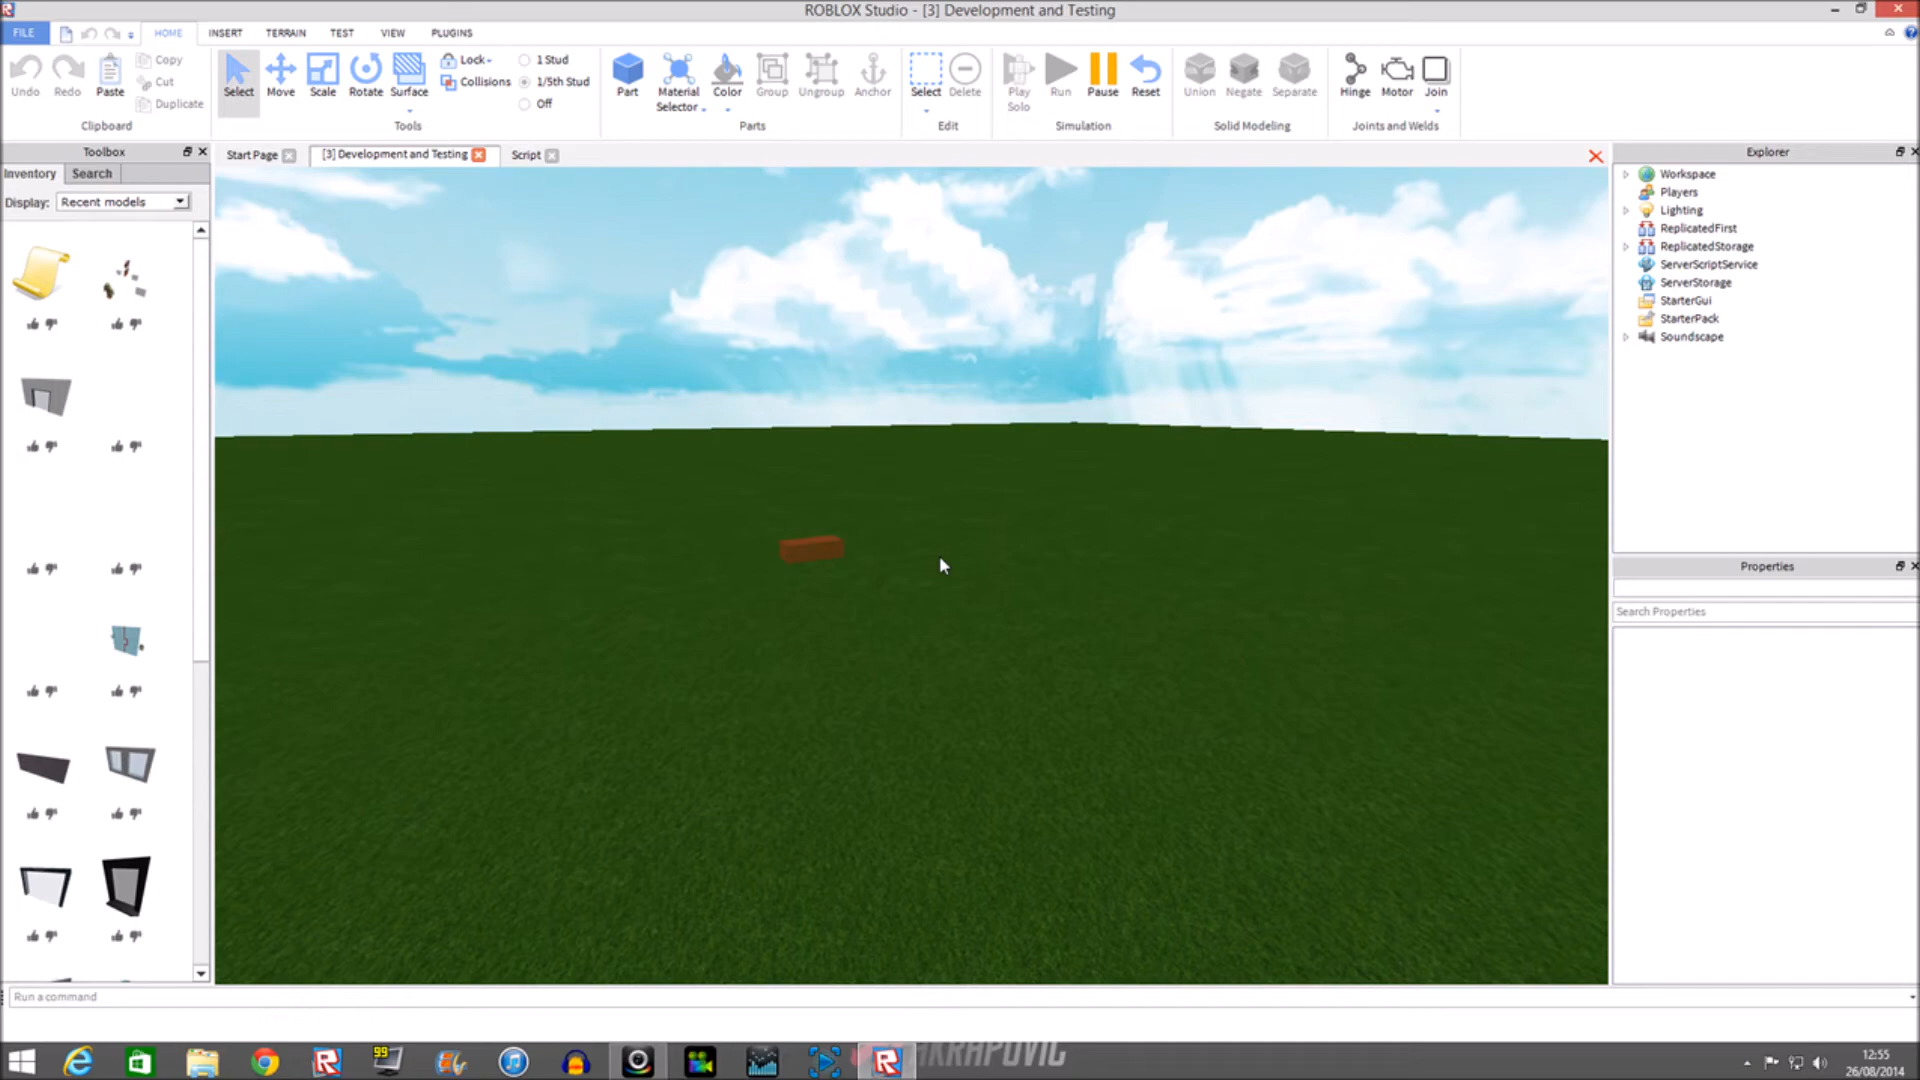 ROBLOX Studio - [3] Development and Testing
FILE HOME INSERT TERRAIN TEST VIEW PLUGINS
Undo Redo Paste Copy Cut Duplicate
Clipboard
Select Move Scale Rotate Surface Lock Collisions
1 Stud
1/5th Stud
Off
Tools
Part Material Selector Color Group Ungroup Anchor
Parts
Select Delete
Edit
Play Solo Run Pause Reset
Simulation
Union Negate Separate
Solid Modeling
Hinge Motor Join
Joints and Welds
Toolbox
Inventory Search
Display: Recent models
Start Page [3] Development and Testing Script
Explorer
Workspace
Players
Lighting
ReplicatedFirst
ReplicatedStorage
ServerScriptService
ServerStorage
StarterGui
StarterPack
Soundscape
Properties
Search Properties
Run a command
99
AKRAPOVIC
12:55
26/08/2014